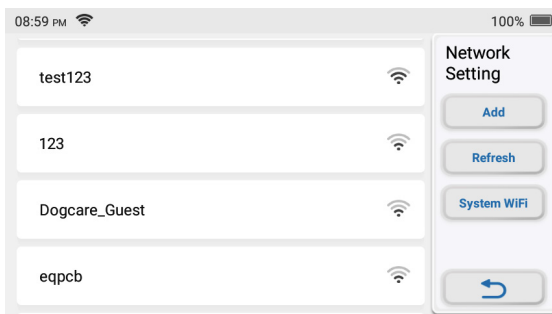 08:59 PM
100%
test123
123
Dogcare_Guest
eqpcb
Network
Setting
Add
Refresh
System WiFi